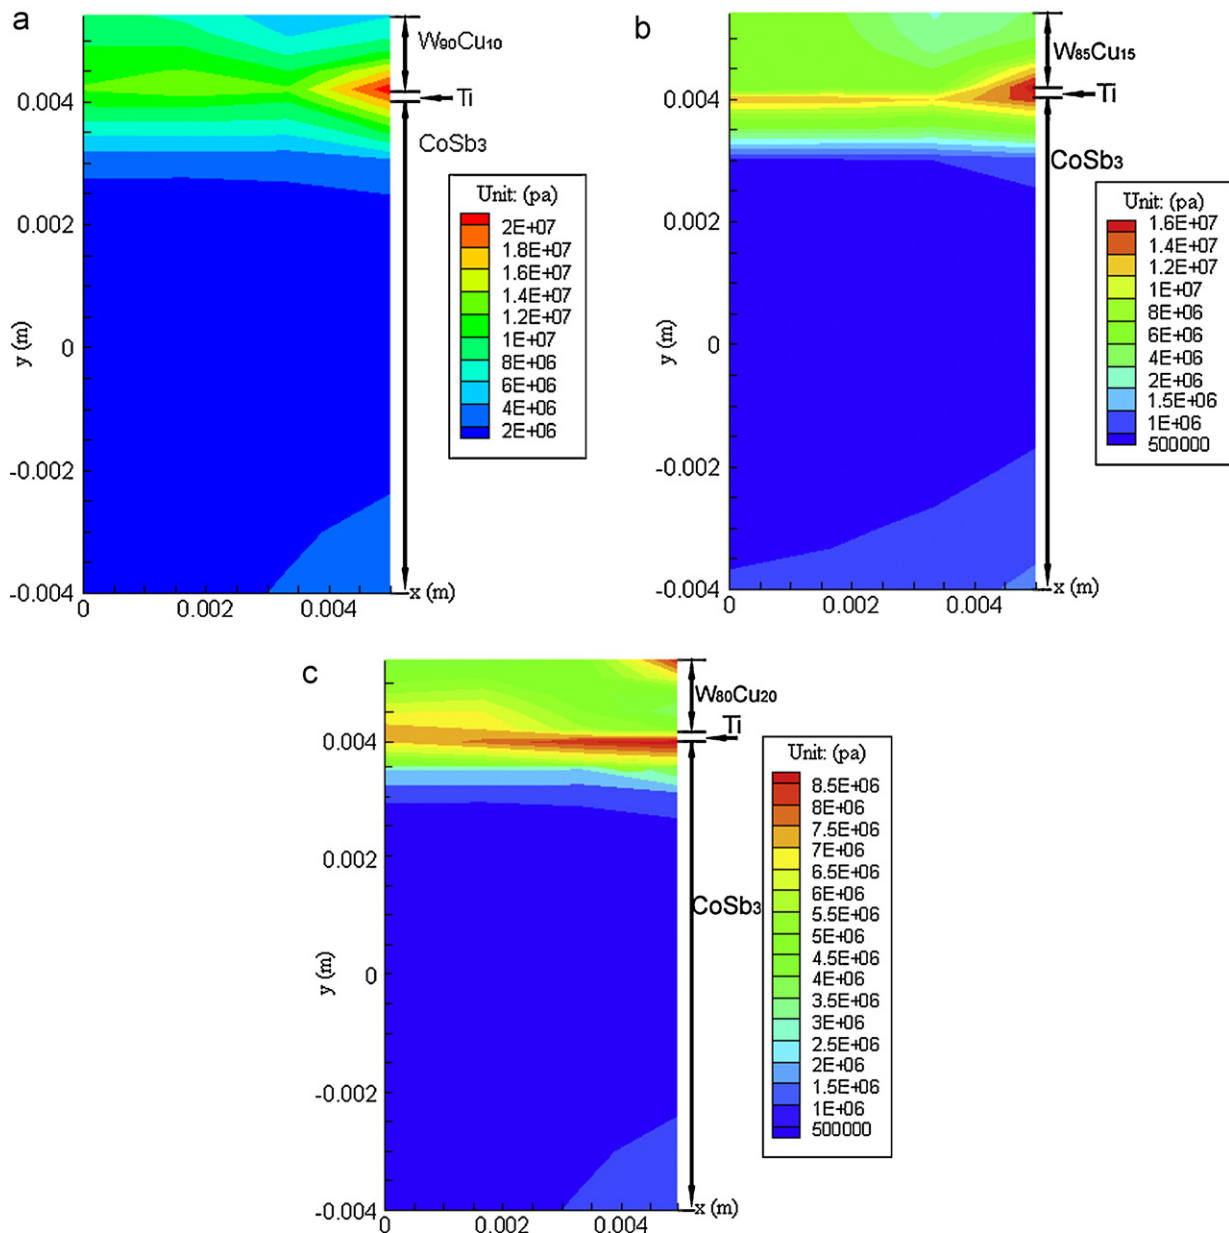 a
W₉₀Cu₁₀
Ti
CoSb₃
0.004
0.002
0
-0.002
-0.004
y (m)
0
0.002
0.004
x (m)
Unit: (pa)
2E+07
1.8E+07
1.6E+07
1.4E+07
1.2E+07
1E+07
8E+06
6E+06
4E+06
2E+06
b
W₈₅Cu₁₅
Ti
CoSb₃
0.004
0.002
0
-0.002
-0.004
y (m)
0
0.002
0.004
x (m)
Unit: (pa)
1.6E+07
1.4E+07
1.2E+07
1E+07
8E+06
6E+06
4E+06
2E+06
1.5E+06
1E+06
500000
c
W₈₀Cu₂₀
Ti
CoSb₃
0.004
0.002
0
-0.002
-0.004
y (m)
0
0.002
0.004
x (m)
Unit: (pa)
8.5E+06
8E+06
7.5E+06
7E+06
6.5E+06
6E+06
5.5E+06
5E+06
4.5E+06
4E+06
3.5E+06
3E+06
2.5E+06
2E+06
1.5E+06
1E+06
500000